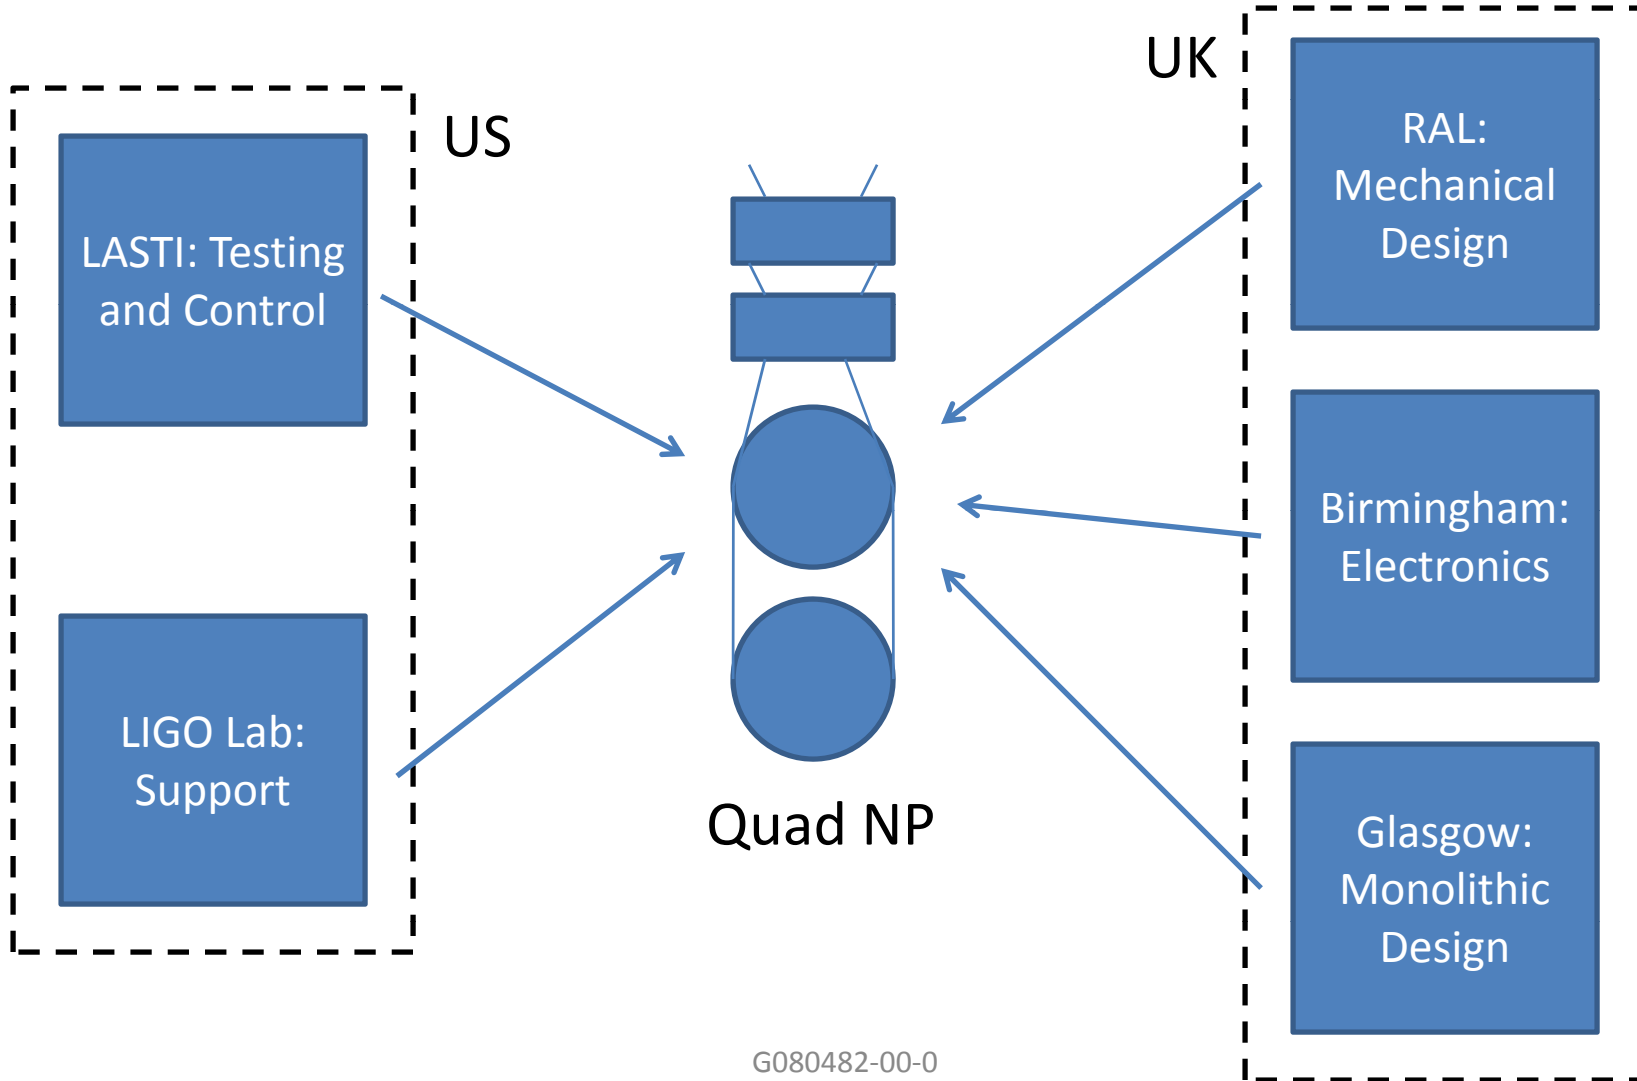 US
LASTI: Testing
and Control
LIGO Lab:
Support
Quad NP
UK
RAL:
Mechanical
Design
Birmingham:
Electronics
Glasgow:
Monolithic
Design
G080482-00-0